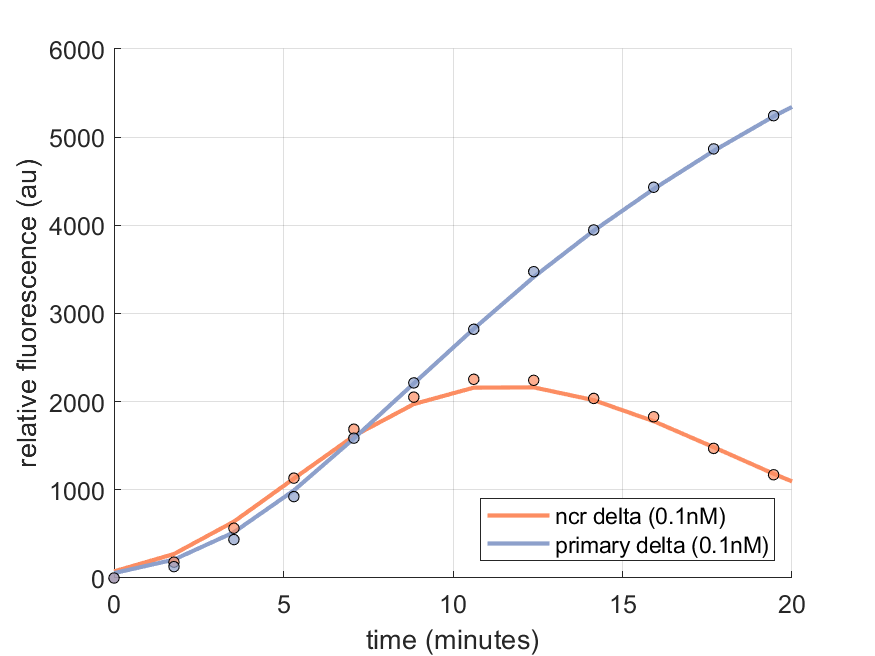 6000
5000
4000
3000
2000
1000
0
relative fluorescence (au)
0 5 10 15 20
time (minutes)
ncr delta (0.1nM)
primary delta (0.1nM)